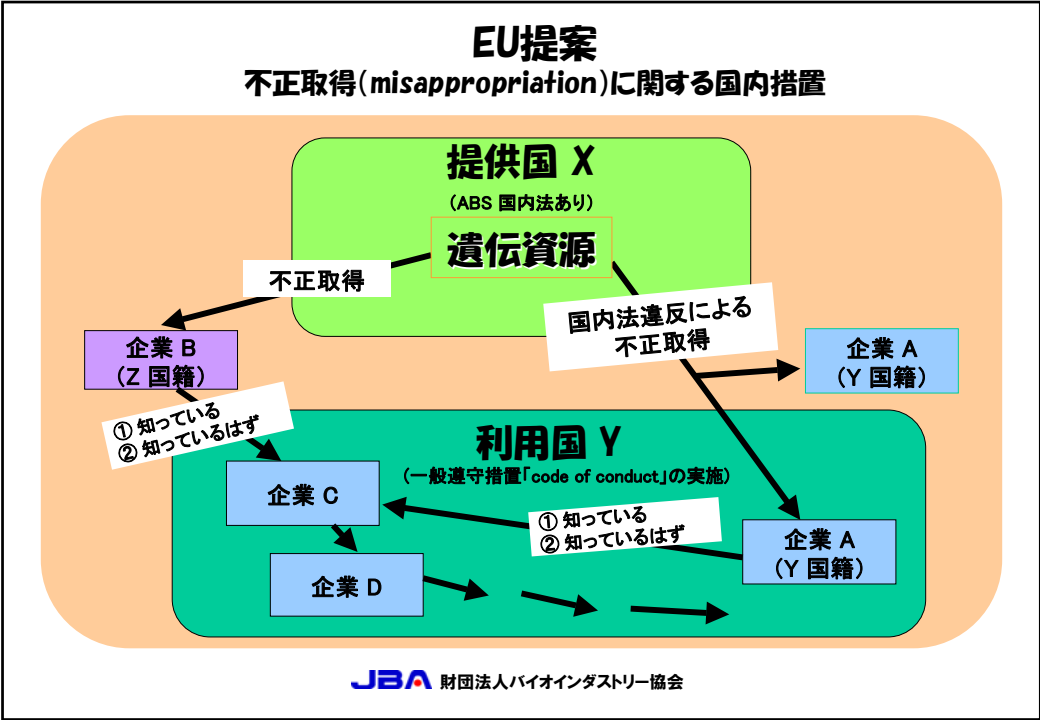 EU提案
不正取得(misappropriation)に関する国内措置
提供国 X
(ABS 国内法あり)
遺伝資源
不正取得
国内法違反による
不正取得
企業 B
(Z 国籍)
企業 A
(Y 国籍)
① 知っている
② 知っているはず
利用国 Y
(一般遵守措置「code of conduct」の実施)
企業 C
① 知っている
② 知っているはず
企業 A
(Y 国籍)
企業 D
JBA 財団法人バイオインダストリー協会